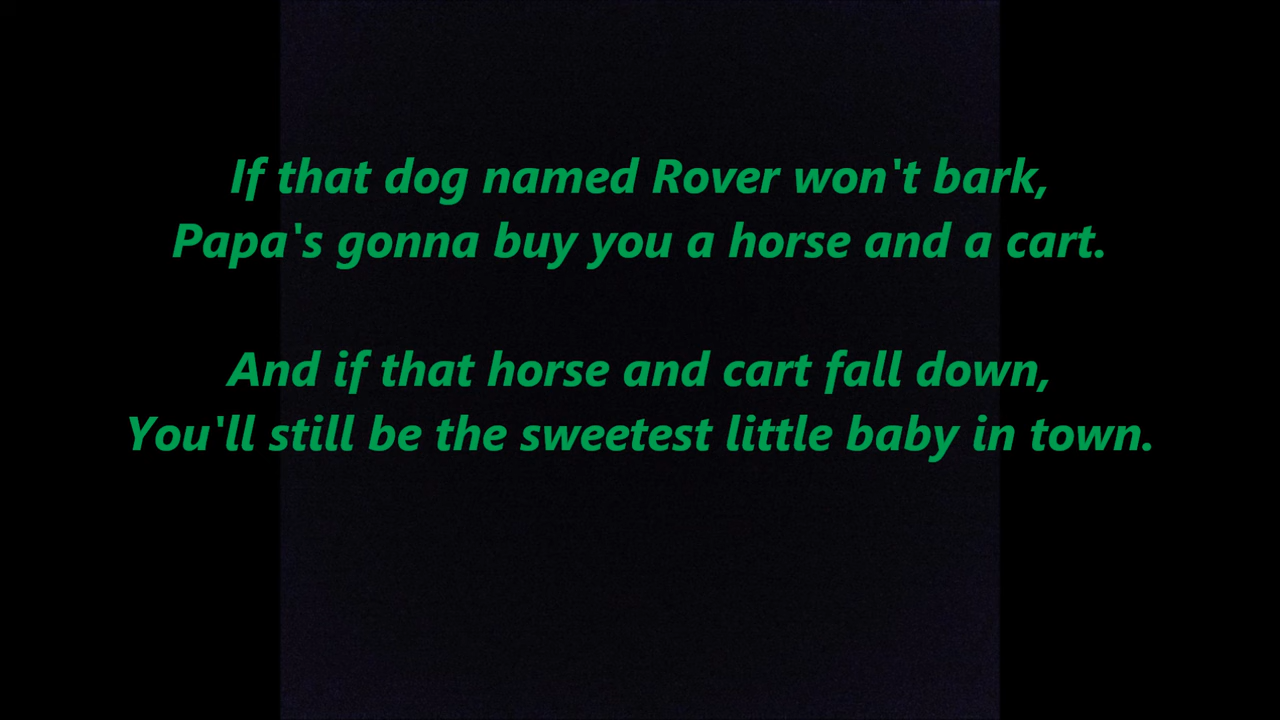 If that dog named Rover won't bark,
Papa's gonna buy you a horse and a cart.
And if that horse and cart fall down,
You'll still be the sweetest little baby in town.